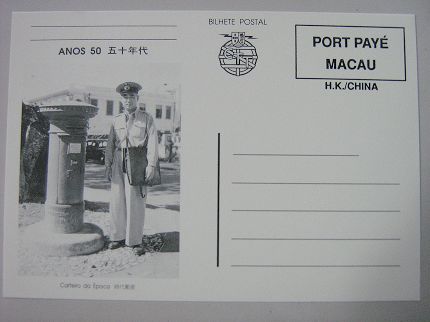 BILHETE POSTAL
ANOS 50 五十年代
PORT PAYÉ
MACAU
H.K./CHINA
Carteiro da Época 時代郵差